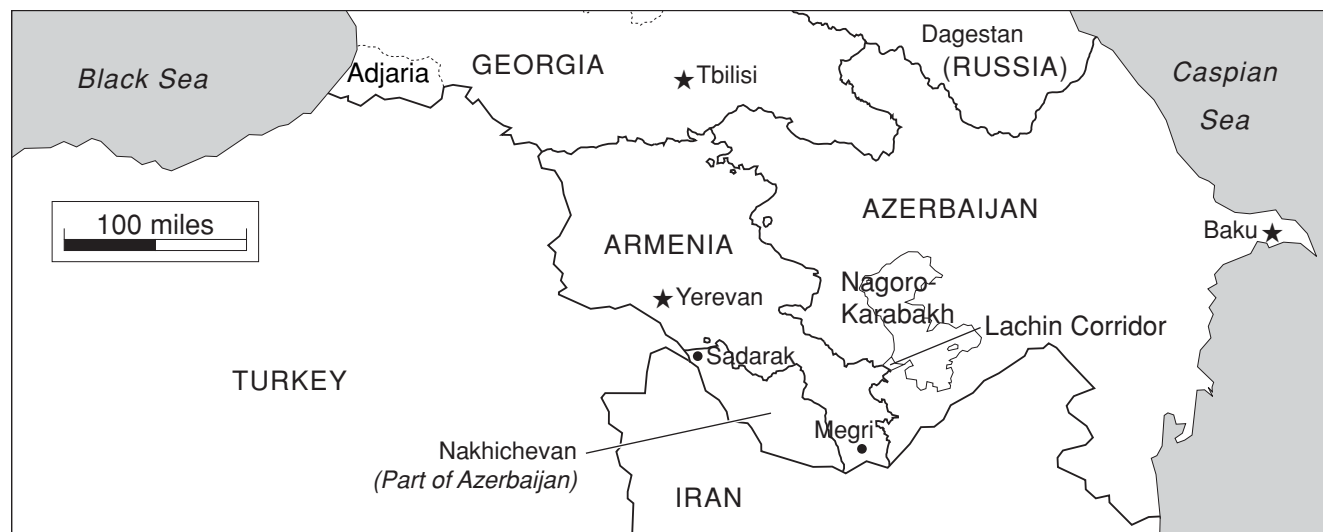 Black Sea
Adjaria
GEORGIA
Tbilisi
Dagestan
(RUSSIA)
Caspian
Sea
100 miles
AZERBAIJAN
Baku
ARMENIA
Yerevan
Nagoro-
Karabakh
Lachin Corridor
Sadarak
TURKEY
Megri
Nakhichevan
(Part of Azerbaijan)
IRAN